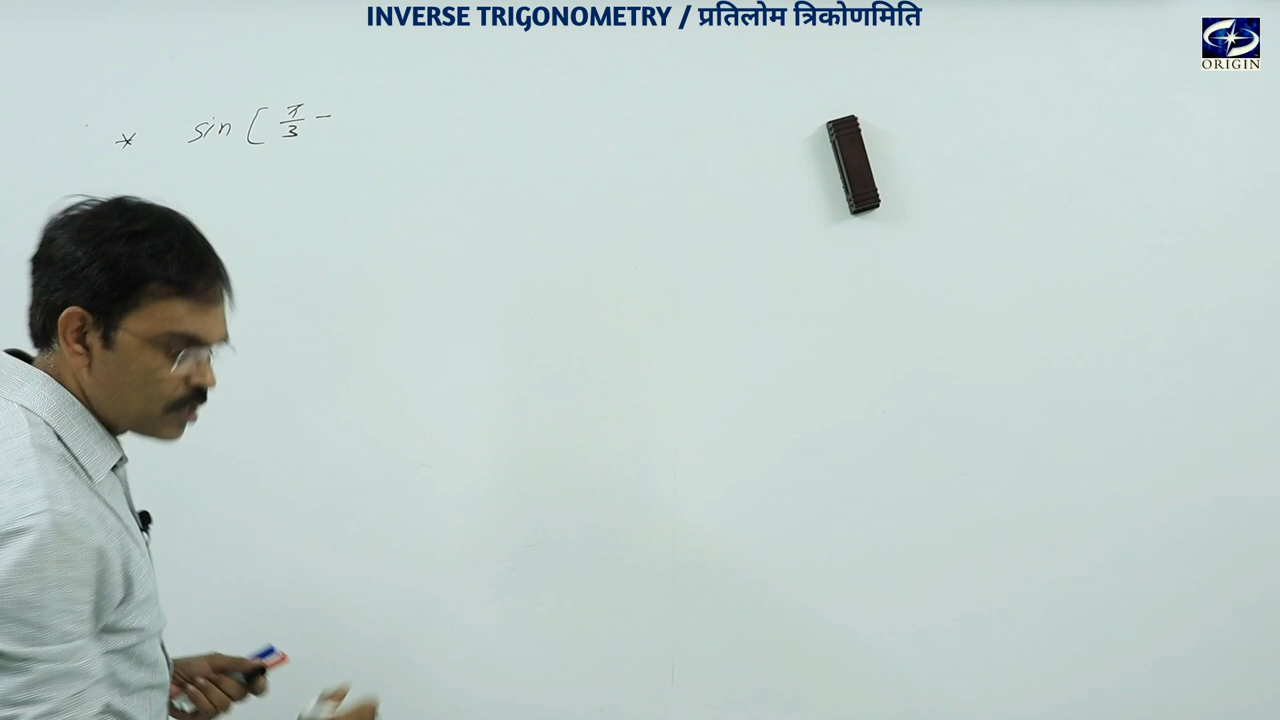 INVERSE TRIGONOMETRY / प्रतिलोम त्रिकोणमिति
ORIGIN
* sin [ π/3 -